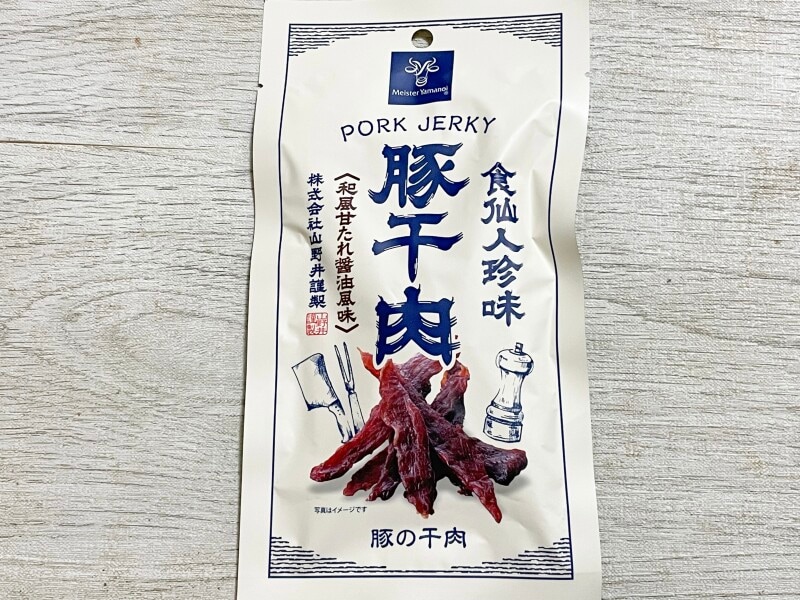 Meister Yamanoi®
PORK JERKY
食仙人珍味
豚干肉
〈和風甘たれ醤油風味〉
株式会社山野井謹製
写真はイメージです
豚の干肉